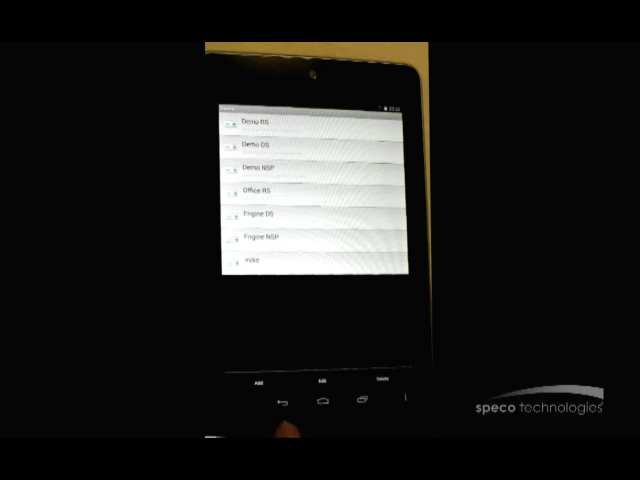 Demo RS
Demo DS
Demo NSP
Office RS
Engine DS
Engine NSP
mike
Add
Edit
Delete
speco technologies